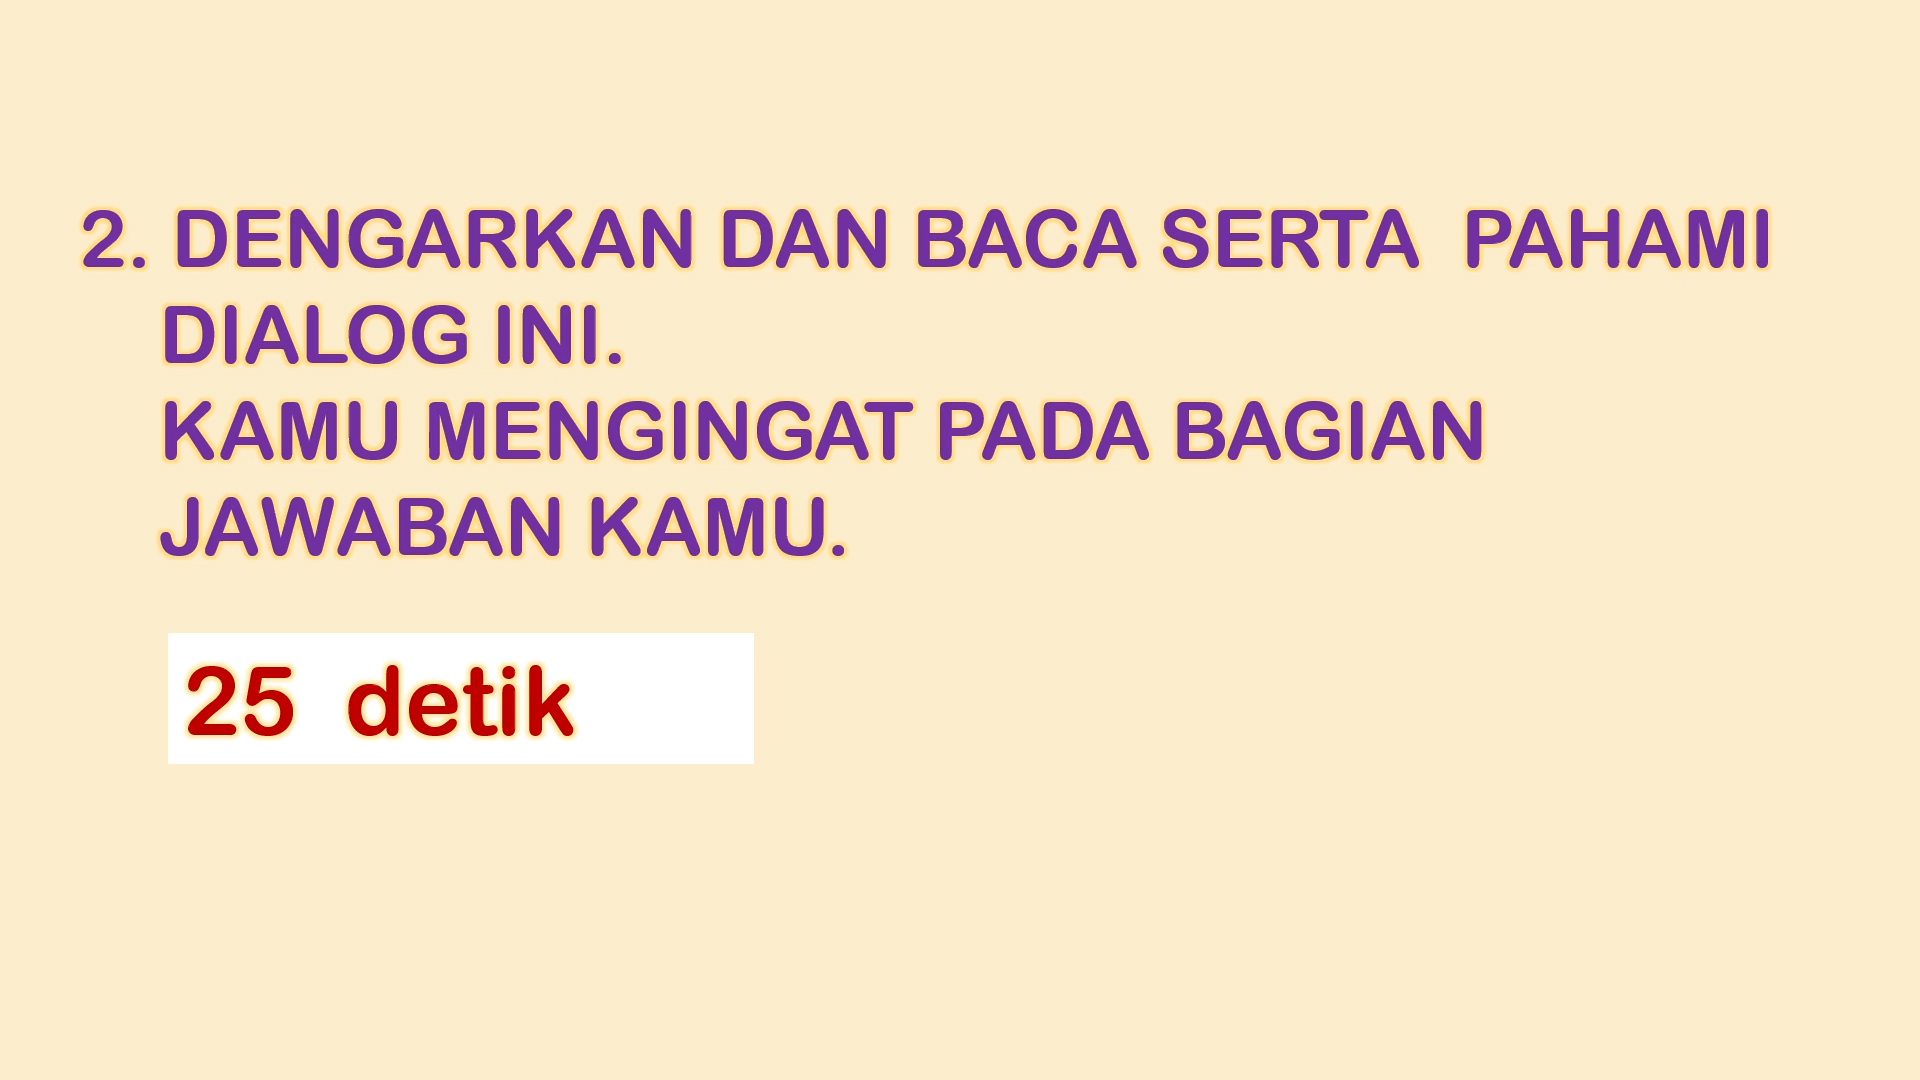 2. DENGARKAN DAN BACA SERTA PAHAMI
DIALOG INI.
KAMU MENGINGAT PADA BAGIAN
JAWABAN KAMU.
25 detik